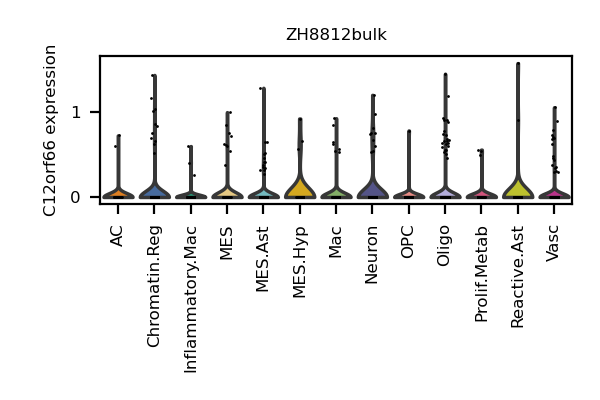 ZH8812bulk
C12orf66 expression
1
0
AC
Chromatin.Reg
Inflammatory.Mac
MES
MES.Ast
MES.Hyp
Mac
Neuron
OPC
Oligo
Prolif.Metab
Reactive.Ast
Vasc